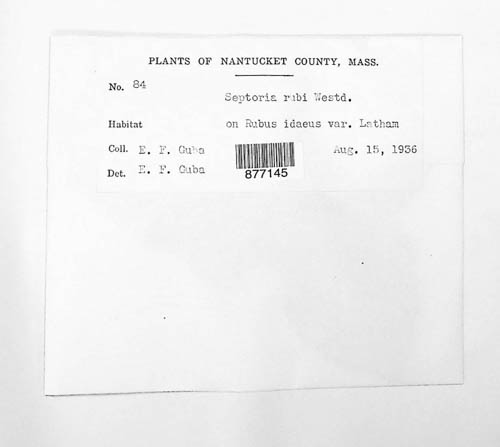 PLANTS OF NANTUCKET COUNTY, MASS.
No. 84
Septoria rubi Westd.
Habitat on Rubus idaeus var. Latham
Coll. E. F. Guba Aug. 15, 1936
Det. E. F. Guba
877145